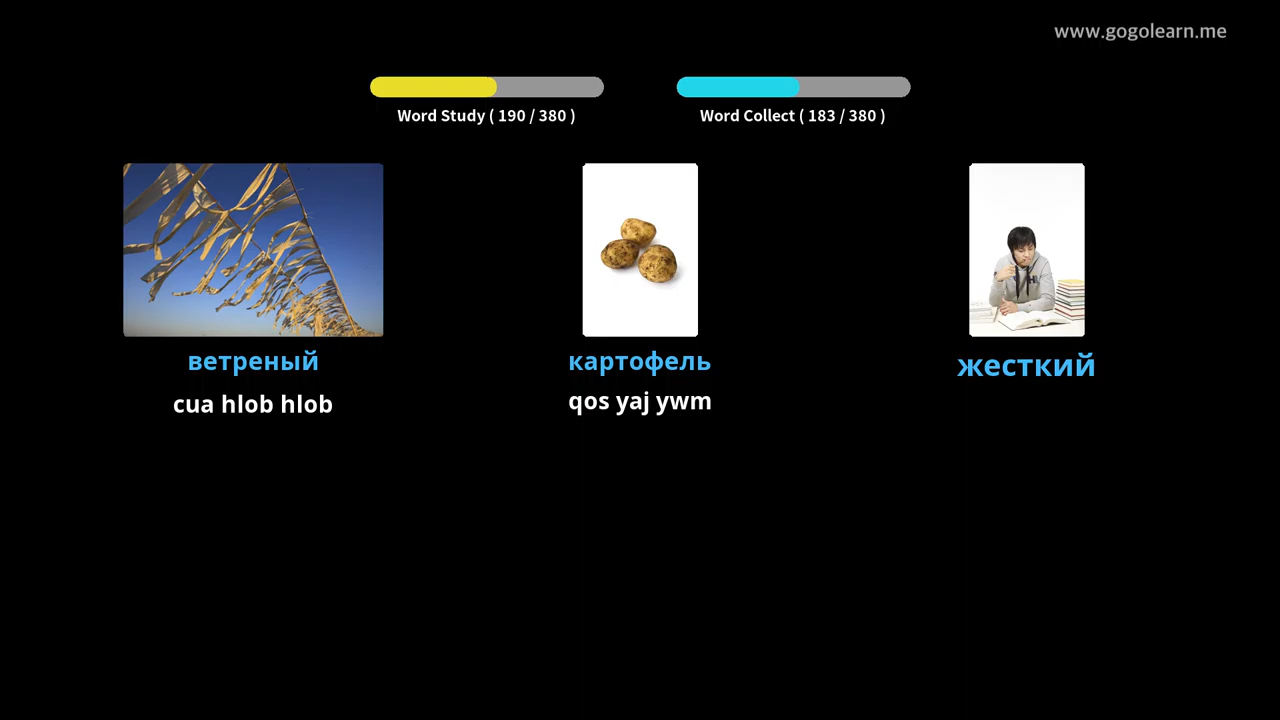 www.gogolearn.me
Word Study ( 190 / 380 )
Word Collect ( 183 / 380 )
ветреный
картофель
жесткий
cua hlob hlob
qos yaj ywm